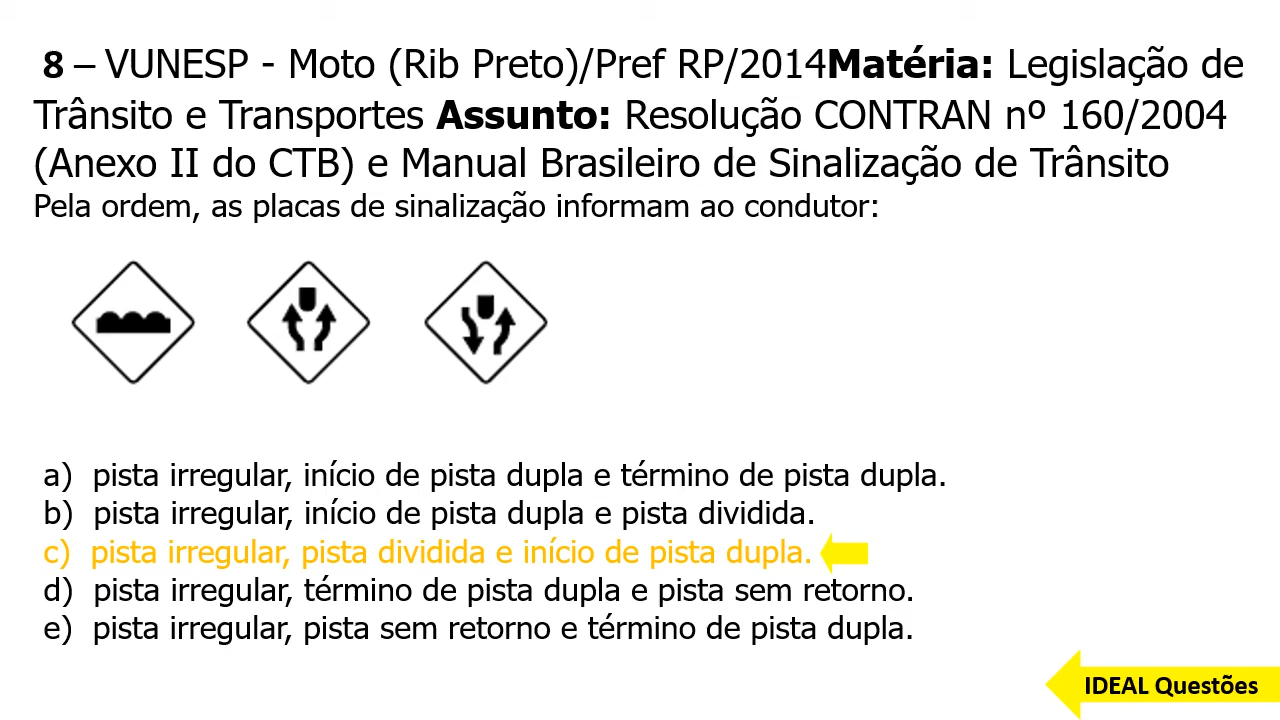 8 – VUNESP - Moto (Rib Preto)/Pref RP/2014Matéria: Legislação de
Trânsito e Transportes Assunto: Resolução CONTRAN nº 160/2004
(Anexo II do CTB) e Manual Brasileiro de Sinalização de Trânsito
Pela ordem, as placas de sinalização informam ao condutor:
a) pista irregular, início de pista dupla e término de pista dupla.
b) pista irregular, início de pista dupla e pista dividida.
c) pista irregular, pista dividida e início de pista dupla.
d) pista irregular, término de pista dupla e pista sem retorno.
e) pista irregular, pista sem retorno e término de pista dupla.
IDEAL Questões